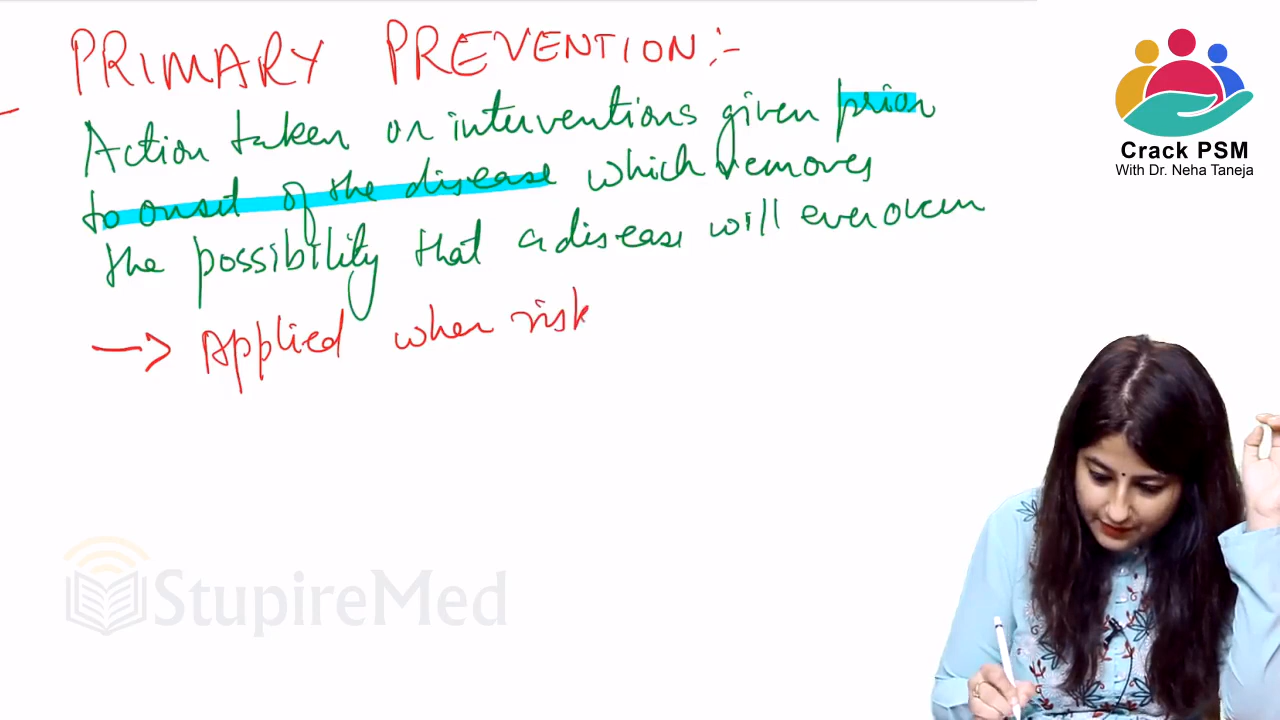 PRIMARY PREVENTION :-
Action taken or interventions given prior
to onset of the disease which removes
the possibility that a disease will ever occur
→ Applied when risk
Crack PSM
With Dr. Neha Taneja
StupireMed